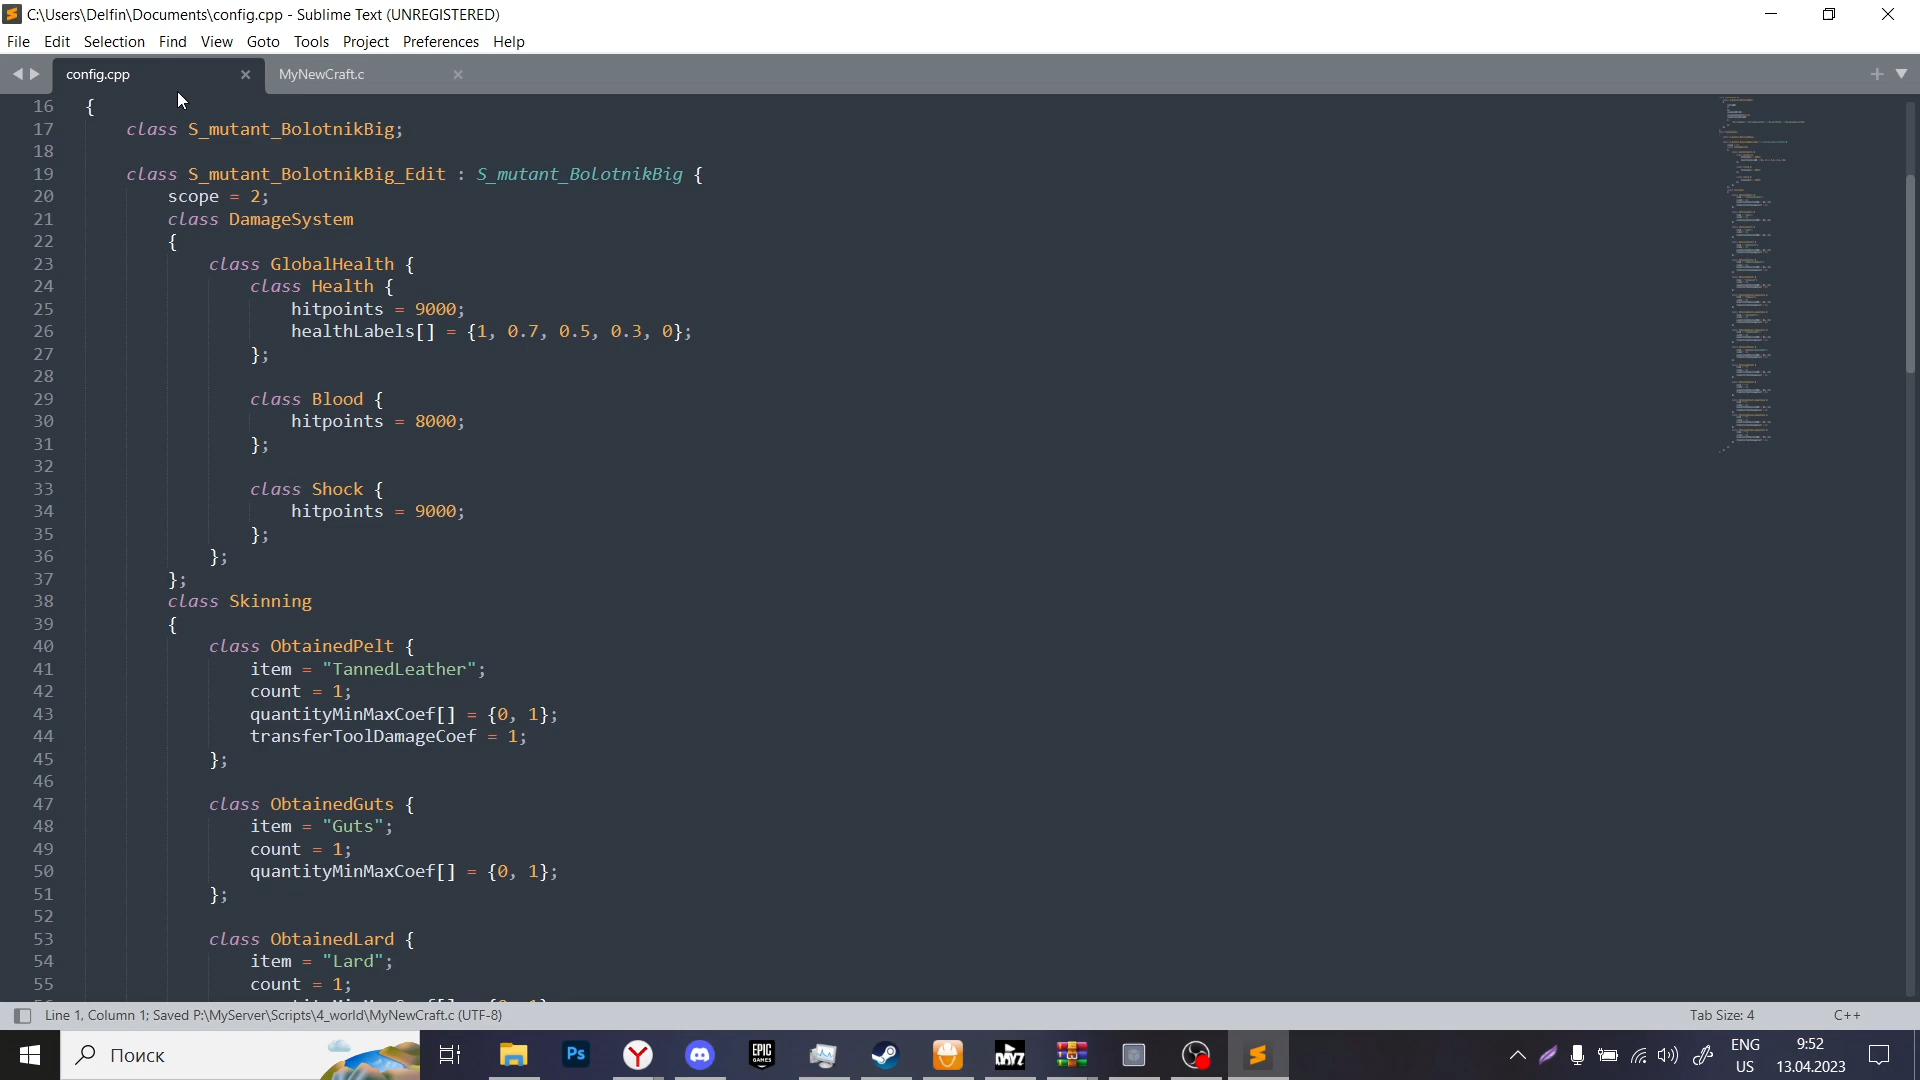 C:\Users\Delfin\Documents\config.cpp - Sublime Text (UNREGISTERED)
File Edit Selection Find View Goto Tools Project Preferences Help
config.cpp × MyNewCraft.c ×
16 {
17 class S_mutant_BolotnikBig;
18
19 class S_mutant_BolotnikBig_Edit : S_mutant_BolotnikBig {
20 scope = 2;
21 class DamageSystem
22 {
23 class GlobalHealth {
24 class Health {
25 hitpoints = 9000;
26 healthLabels[] = {1, 0.7, 0.5, 0.3, 0};
27 };
28
29 class Blood {
30 hitpoints = 8000;
31 };
32
33 class Shock {
34 hitpoints = 9000;
35 };
36 };
37 };
38 class Skinning
39 {
40 class ObtainedPelt {
41 item = "TannedLeather";
42 count = 1;
43 quantityMinMaxCoef[] = {0, 1};
44 transferToolDamageCoef = 1;
45 };
46
47 class ObtainedGuts {
48 item = "Guts";
49 count = 1;
50 quantityMinMaxCoef[] = {0, 1};
51 };
52
53 class ObtainedLard {
54 item = "Lard";
55 count = 1;
Line 1, Column 1; Saved P:\MyServer\Scripts\4_world\MyNewCraft.c (UTF-8) Tab Size: 4 C++
Поиск
Ps
EPIC GAMES
DAYZ
ENG
US
9:52
13.04.2023